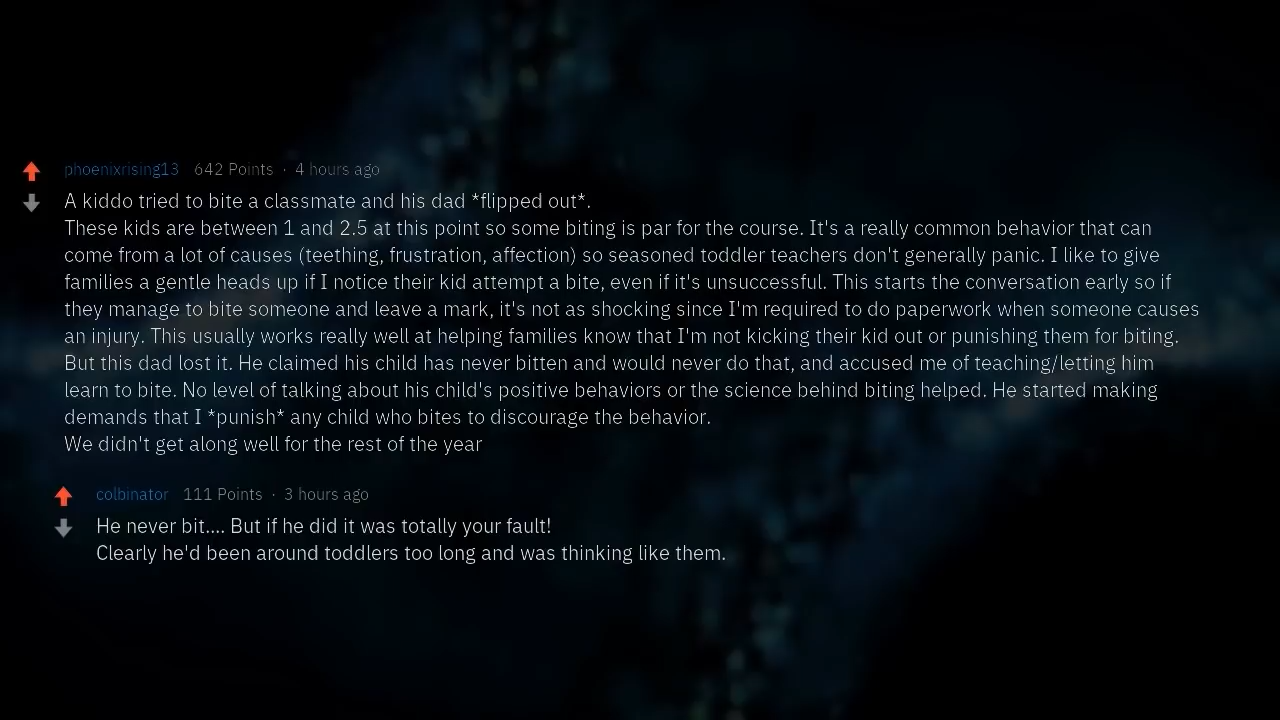 phoenixrising13 642 Points · 4 hours ago
A kiddo tried to bite a classmate and his dad *flipped out*.
These kids are between 1 and 2.5 at this point so some biting is par for the course. It's a really common behavior that can
come from a lot of causes (teething, frustration, affection) so seasoned toddler teachers don't generally panic. I like to give
families a gentle heads up if I notice their kid attempt a bite, even if it's unsuccessful. This starts the conversation early so if
they manage to bite someone and leave a mark, it's not as shocking since I'm required to do paperwork when someone causes
an injury. This usually works really well at helping families know that I'm not kicking their kid out or punishing them for biting.
But this dad lost it. He claimed his child has never bitten and would never do that, and accused me of teaching/letting him
learn to bite. No level of talking about his child's positive behaviors or the science behind biting helped. He started making
demands that I *punish* any child who bites to discourage the behavior.
We didn't get along well for the rest of the year
colbinator 111 Points · 3 hours ago
He never bit.... But if he did it was totally your fault!
Clearly he'd been around toddlers too long and was thinking like them.